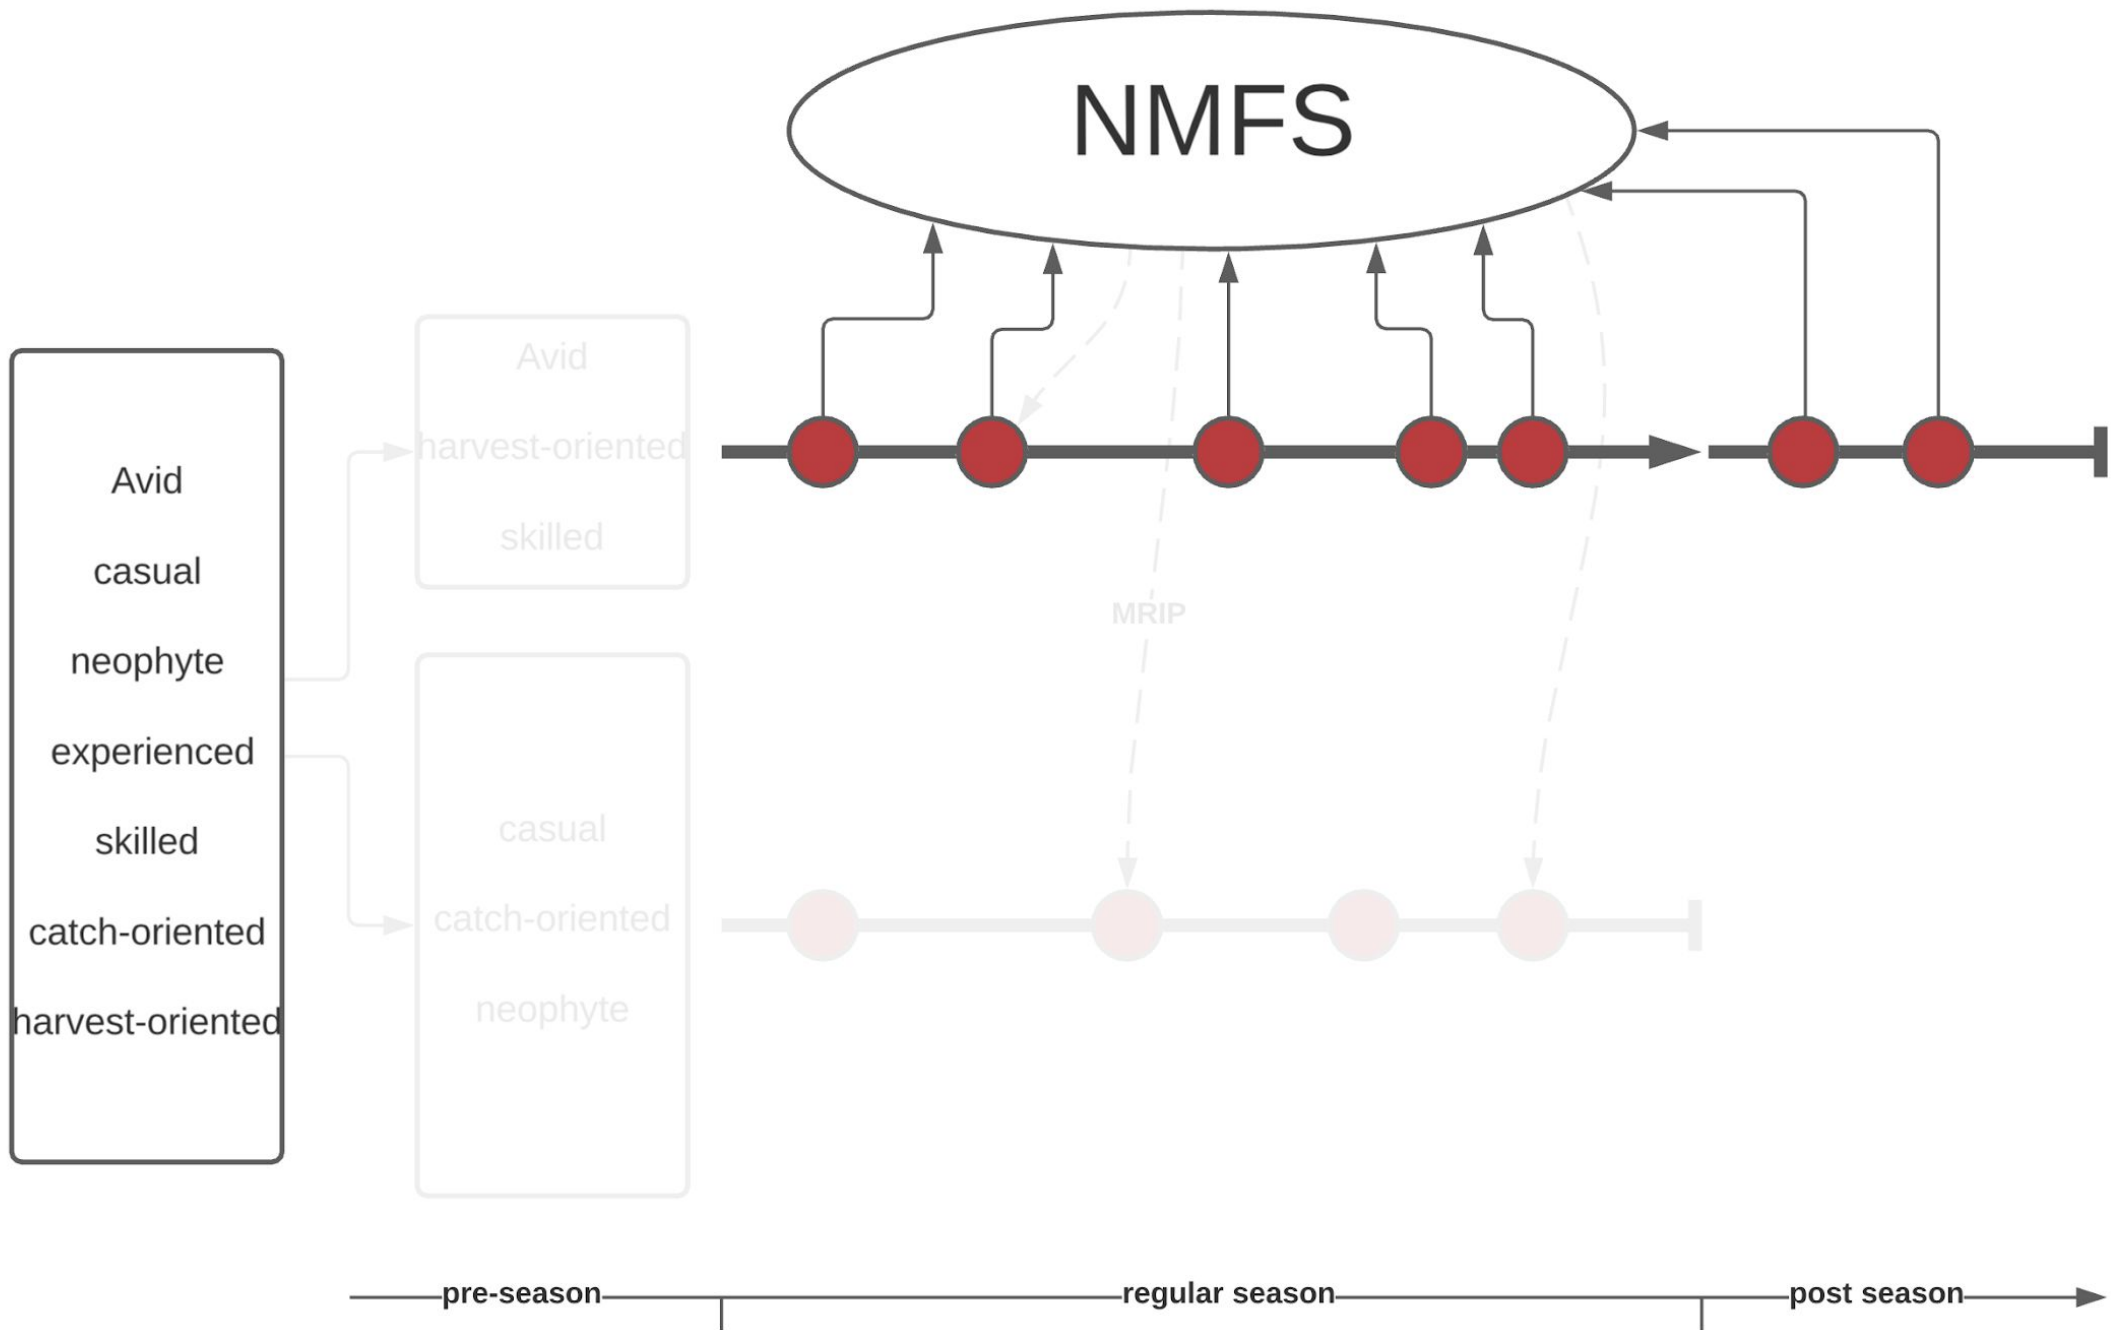 NMFS
Avid
casual
neophyte
experienced
skilled
catch-oriented
harvest-oriented
Avid
harvest-oriented
skilled
casual
catch-oriented
neophyte
MRIP
pre-season
regular season
post season